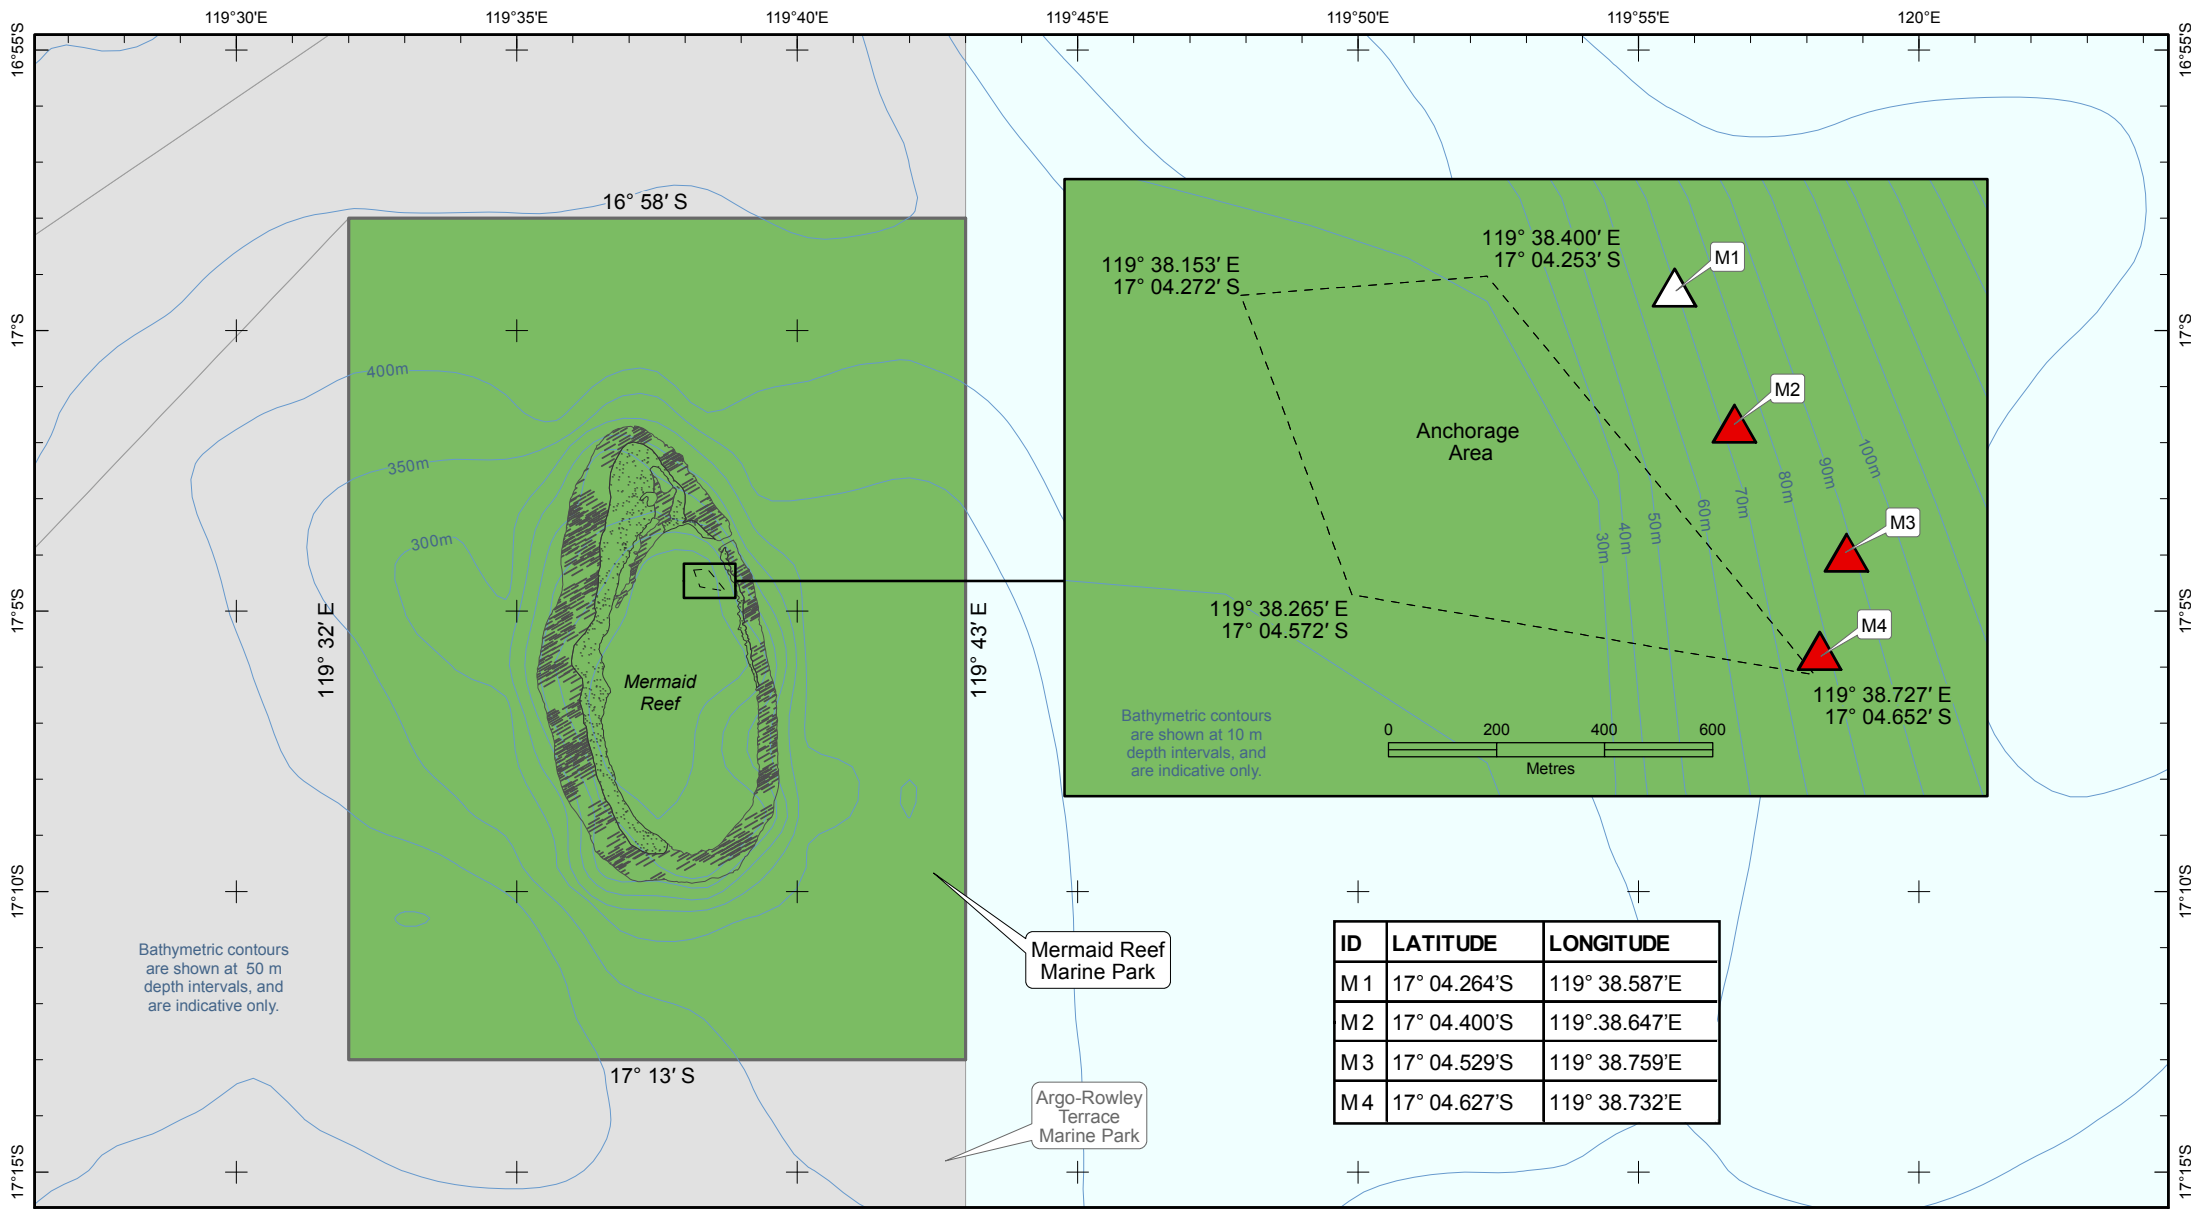 119°30'E
119°35'E
119°40'E
119°45'E
119°50'E
119°55'E
120°E
16°55'S
16°55'S
17°S
17°S
17°5'S
17°5'S
17°10'S
17°10'S
17°15'S
17°15'S
16° 58′ S
119° 32′ E
119° 43′ E
17° 13′ S
400m
350m
300m
Mermaid
Reef
Bathymetric contours
are shown at 50 m
depth intervals, and
are indicative only.
119° 38.153′ E
17° 04.272′ S
119° 38.400′ E
17° 04.253′ S
M1
M2
M3
M4
Anchorage
Area
30m
40m
50m
60m
70m
80m
90m
100m
119° 38.265′ E
17° 04.572′ S
119° 38.727′ E
17° 04.652′ S
Bathymetric contours
are shown at 10 m
depth intervals, and
are indicative only.
0 200 400 600
Metres
Mermaid Reef
Marine Park
Argo-Rowley
Terrace
Marine Park
ID LATITUDE LONGITUDE
M1 17° 04.264'S 119° 38.587'E
M2 17° 04.400'S 119°.38.647'E
M3 17° 04.529'S 119° 38.759'E
M4 17° 04.627'S 119° 38.732'E